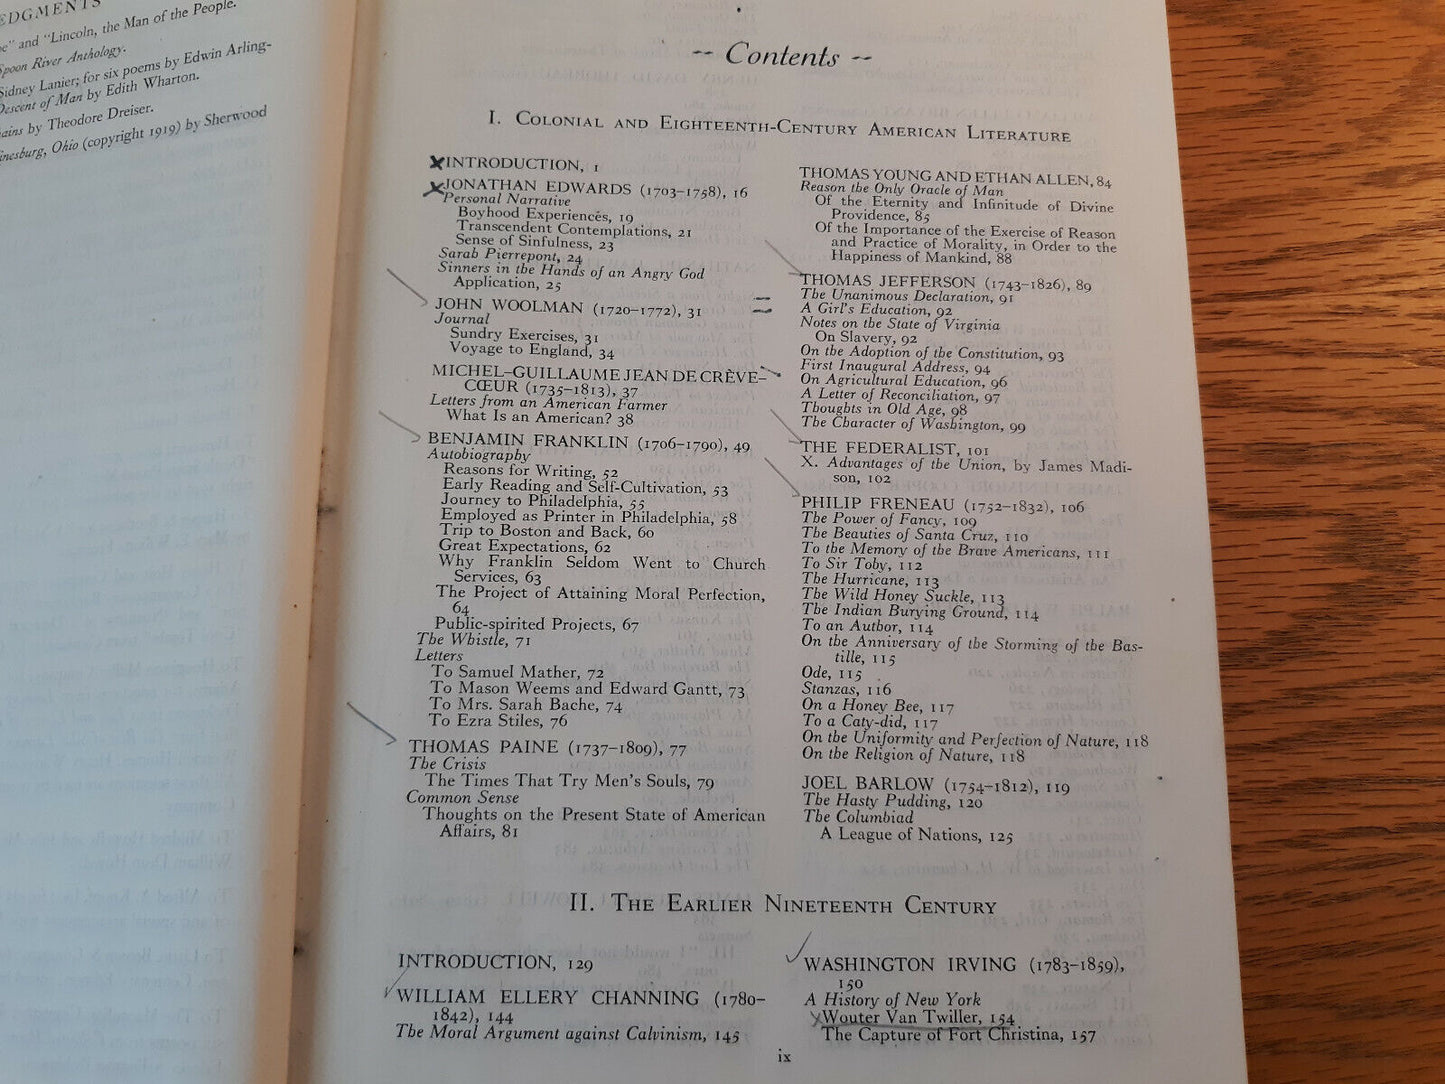 EDGMENTS
e" and "Lincoln, the Man of the People.
Spoon River Anthology.
Sidney Lanier; for six poems by Edwin Arling-
Descent of Man by Edith Wharton.
ains by Theodore Dreiser.
inesburg, Ohio (copyright 1919) by Sherwood
-- Contents --
I. COLONIAL AND EIGHTEENTH-CENTURY AMERICAN LITERATURE
INTRODUCTION, 1
JONATHAN EDWARDS (1703-1758), 16
Personal Narrative
Boyhood Experiences, 19
Transcendent Contemplations, 21
Sense of Sinfulness, 23
Sarah Pierrepont, 24
Sinners in the Hands of an Angry God
Application, 25
JOHN WOOLMAN (1720-1772), 31
Journal
Sundry Exercises, 31
Voyage to England, 34
MICHEL-GUILLAUME JEAN DE CRÈVE-
CŒUR (1735-1813), 37
Letters from an American Farmer
What Is an American? 38
BENJAMIN FRANKLIN (1706-1790), 49
Autobiography
Reasons for Writing, 52
Early Reading and Self-Cultivation, 53
Journey to Philadelphia, 55
Employed as Printer in Philadelphia, 58
Trip to Boston and Back, 60
Great Expectations, 62
Why Franklin Seldom Went to Church
Services, 63
The Project of Attaining Moral Perfection,
64
Public-spirited Projects, 67
The Whistle, 71
Letters
To Samuel Mather, 72
To Mason Weems and Edward Gantt, 73
To Mrs. Sarah Bache, 74
To Ezra Stiles, 76
THOMAS PAINE (1737-1809), 77
The Crisis
The Times That Try Men's Souls, 79
Common Sense
Thoughts on the Present State of American
Affairs, 81
THOMAS YOUNG AND ETHAN ALLEN, 84
Reason the Only Oracle of Man
Of the Eternity and Infinitude of Divine
Providence, 85
Of the Importance of the Exercise of Reason
and Practice of Morality, in Order to the
Happiness of Mankind, 88
THOMAS JEFFERSON (1743-1826), 89
The Unanimous Declaration, 91
A Girl's Education, 92
Notes on the State of Virginia
On Slavery, 92
On the Adoption of the Constitution, 93
First Inaugural Address, 94
On Agricultural Education, 96
A Letter of Reconciliation, 97
Thoughts in Old Age, 98
The Character of Washington, 99
THE FEDERALIST, 101
X. Advantages of the Union, by James Madi-
son, 102
PHILIP FRENEAU (1752-1832), 106
The Power of Fancy, 109
The Beauties of Santa Cruz, 110
To the Memory of the Brave Americans, 111
To Sir Toby, 112
The Hurricane, 113
The Wild Honey Suckle, 113
The Indian Burying Ground, 114
To an Author, 114
On the Anniversary of the Storming of the Bas-
tille, 115
Ode, 115
Stanzas, 116
On a Honey Bee, 117
To a Caty-did, 117
On the Uniformity and Perfection of Nature, 118
On the Religion of Nature, 118
JOEL BARLOW (1754-1812), 119
The Hasty Pudding, 120
The Columbiad
A League of Nations, 125
II. THE EARLIER NINETEENTH CENTURY
INTRODUCTION, 129
WILLIAM ELLERY CHANNING (1780-
1842), 144
The Moral Argument against Calvinism, 145
WASHINGTON IRVING (1783-1859),
150
A History of New York
Wouter Van Twiller, 154
The Capture of Fort Christina, 157
ix